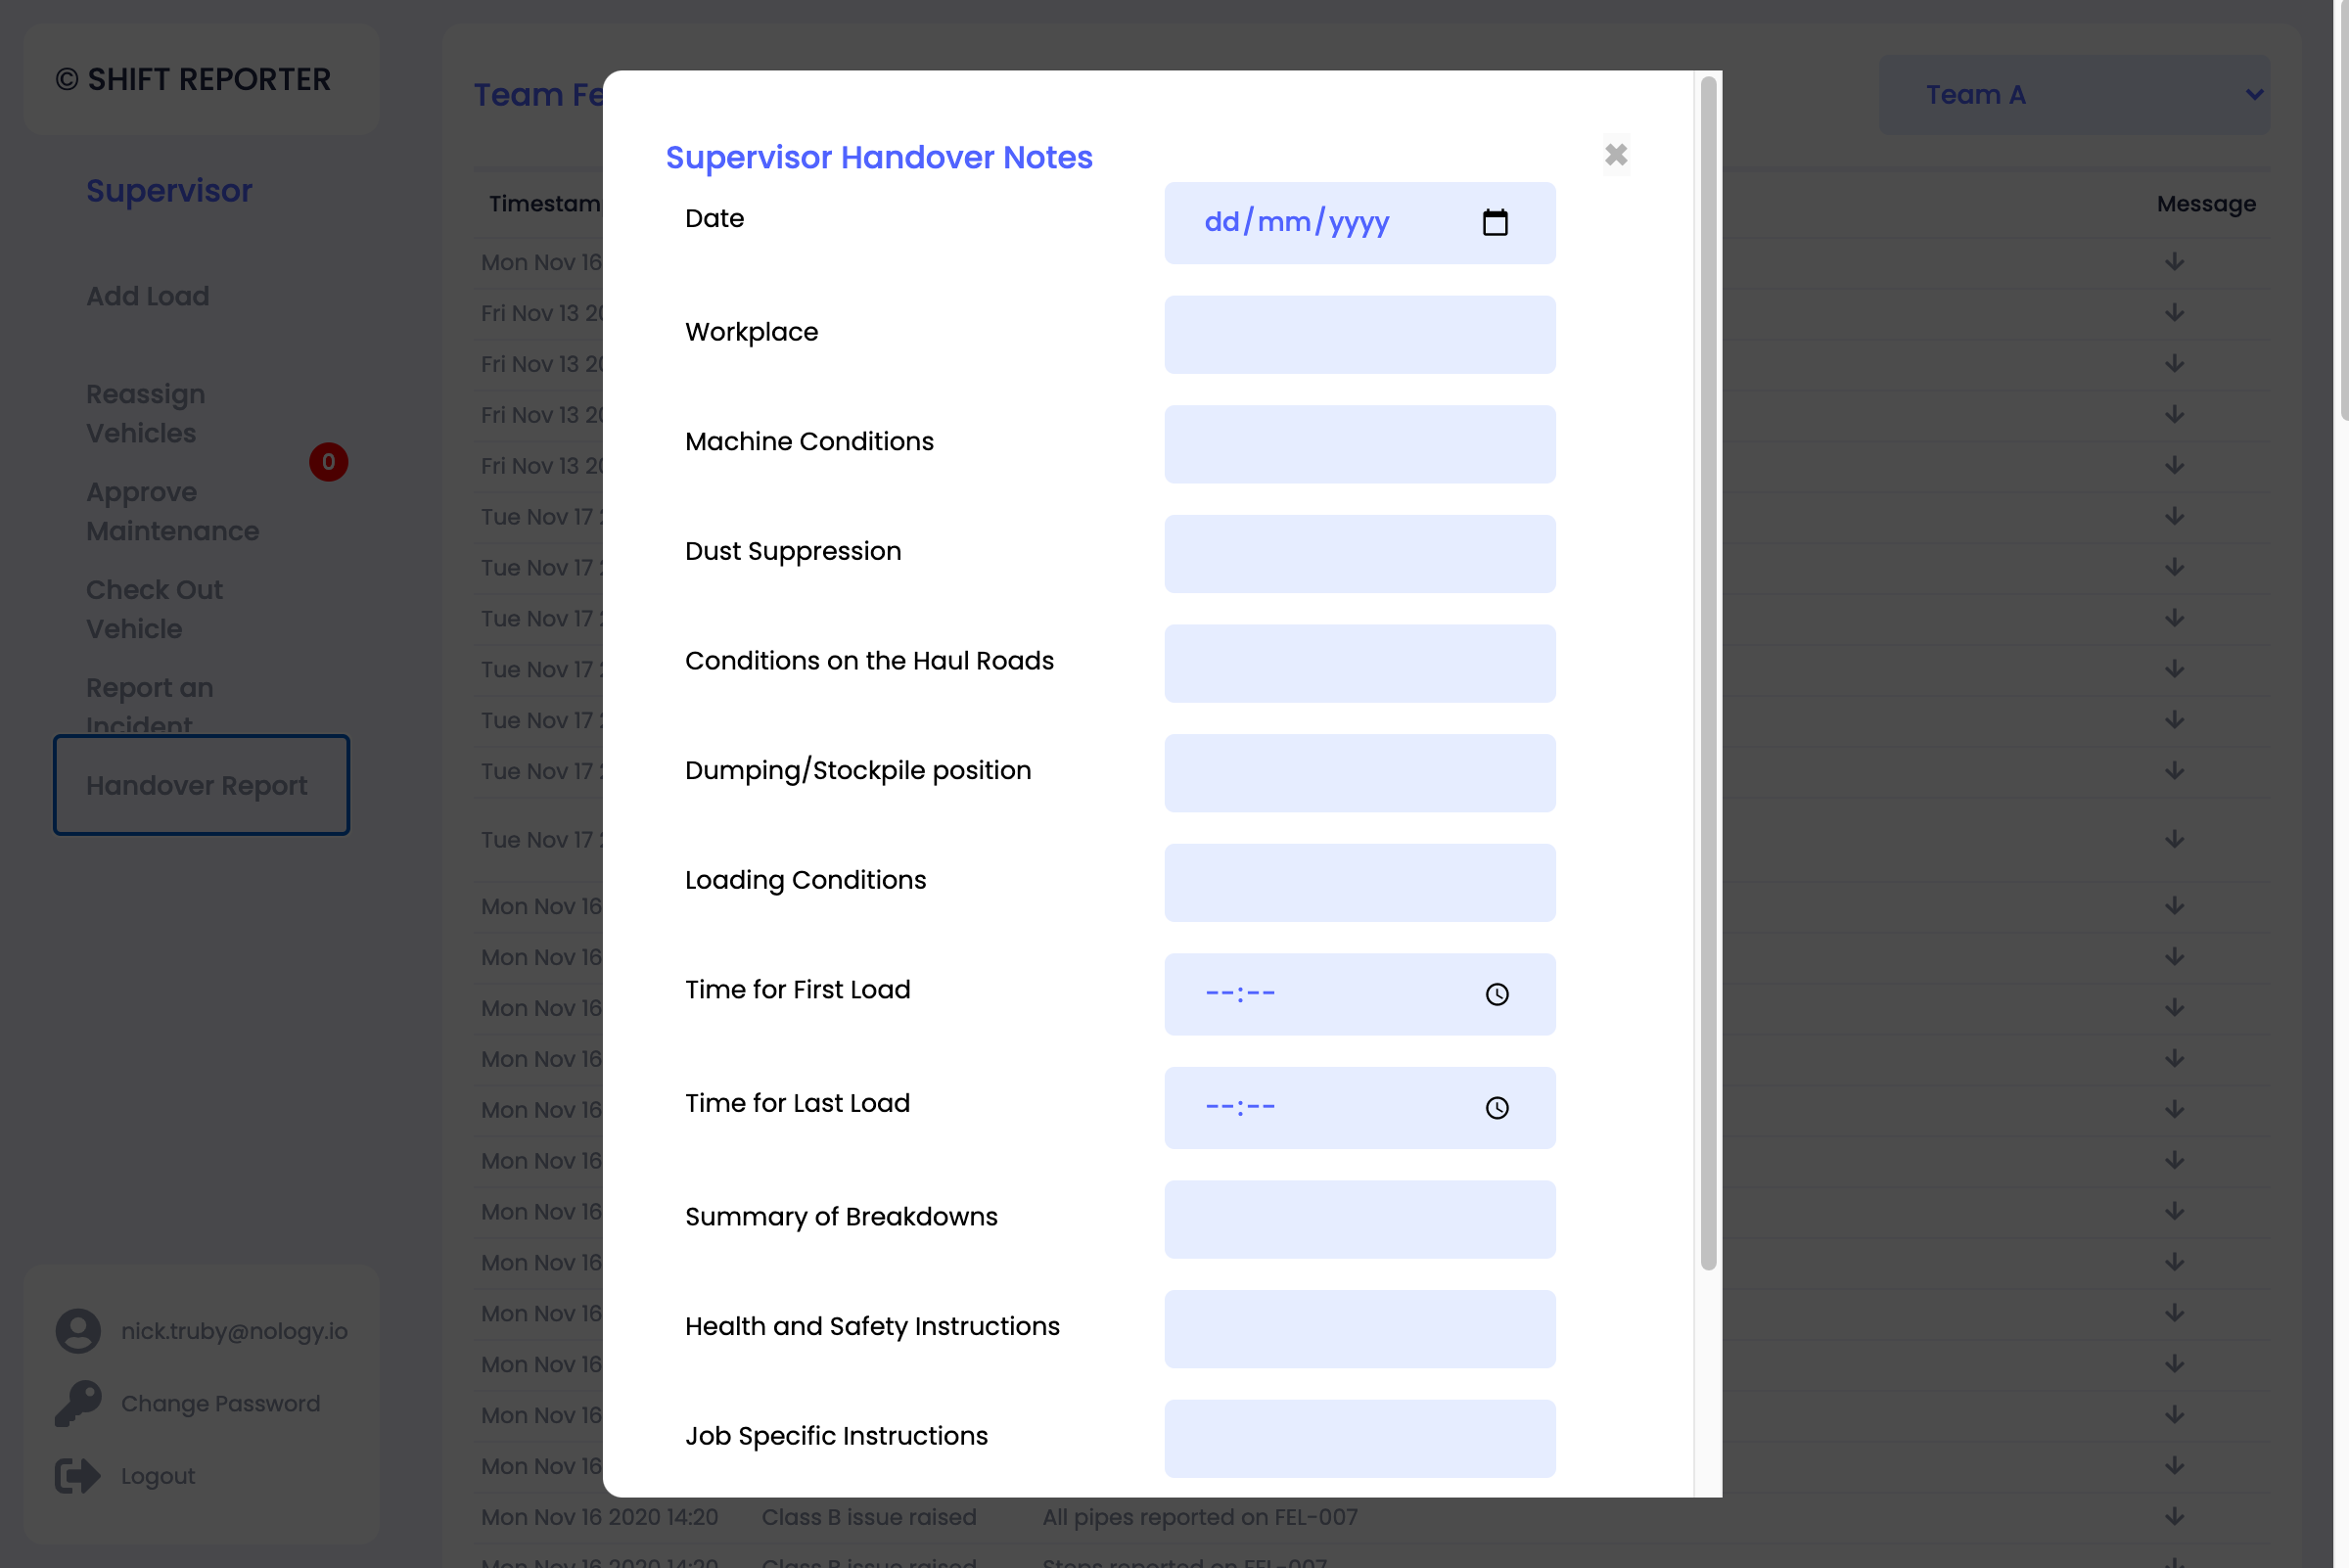 © SHIFT REPORTER
Supervisor
Add Load
Reassign
Vehicles
0
Approve
Maintenance
Check Out
Vehicle
Report an
Incident
Handover Report
nick.truby@nology.io
Change Password
Logout
Team Fe
Team A
Timestam
Message
Mon Nov 16
Fri Nov 13 20
Fri Nov 13 20
Fri Nov 13 20
Fri Nov 13 20
Tue Nov 17 2
Tue Nov 17 2
Tue Nov 17 2
Tue Nov 17 2
Tue Nov 17 2
Tue Nov 17 2
Tue Nov 17 2
Mon Nov 16
Mon Nov 16
Mon Nov 16
Mon Nov 16
Mon Nov 16
Mon Nov 16
Mon Nov 16
Mon Nov 16
Mon Nov 16
Mon Nov 16
Mon Nov 16
Mon Nov 16
Mon Nov 16 2020 14:20 Class B issue raised All pipes reported on FEL-007
Mon Nov 16 2020 14:20 Class B issue raised Steps reported on FEL-007
Supervisor Handover Notes
Date
dd/mm/yyyy
Workplace
Machine Conditions
Dust Suppression
Conditions on the Haul Roads
Dumping/Stockpile position
Loading Conditions
Time for First Load
--:--
Time for Last Load
--:--
Summary of Breakdowns
Health and Safety Instructions
Job Specific Instructions